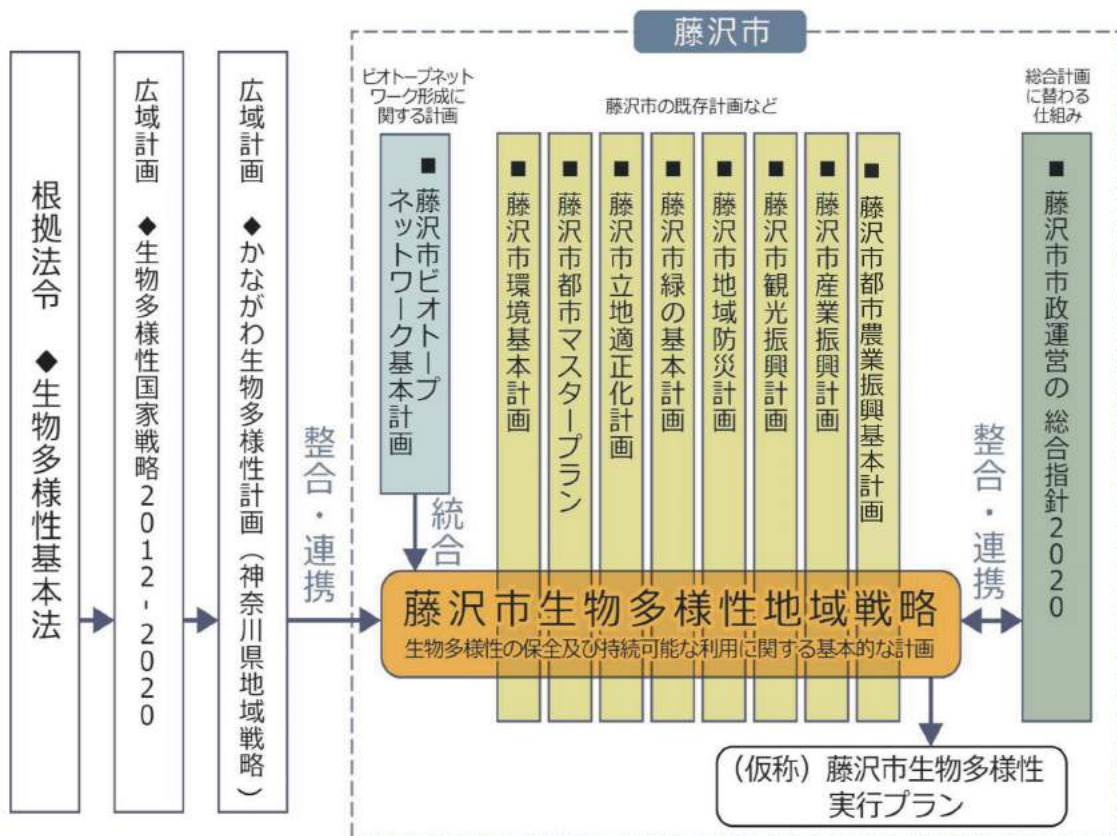 藤沢市
根拠法令　◆生物多様性基本法
広域計画　◆生物多様性国家戦略2012-2020
広域計画　◆かながわ生物多様性計画（神奈川県地域戦略）
整合・連携
ビオトープネット
ワーク形成に
関する計画
■藤沢市ビオトープ
ネットワーク基本計画
統合
藤沢市の既存計画など
■藤沢市環境基本計画
■藤沢市都市マスタープラン
■藤沢市立地適正化計画
■藤沢市緑の基本計画
■藤沢市地域防災計画
■藤沢市観光振興計画
■藤沢市産業振興計画
■藤沢市都市農業振興基本計画
総合計画
に替わる
仕組み
■藤沢市市政運営の 総合指針2020
整合・連携
藤沢市生物多様性地域戦略
生物多様性の保全及び持続可能な利用に関する基本的な計画
（仮称）藤沢市生物多様性
実行プラン